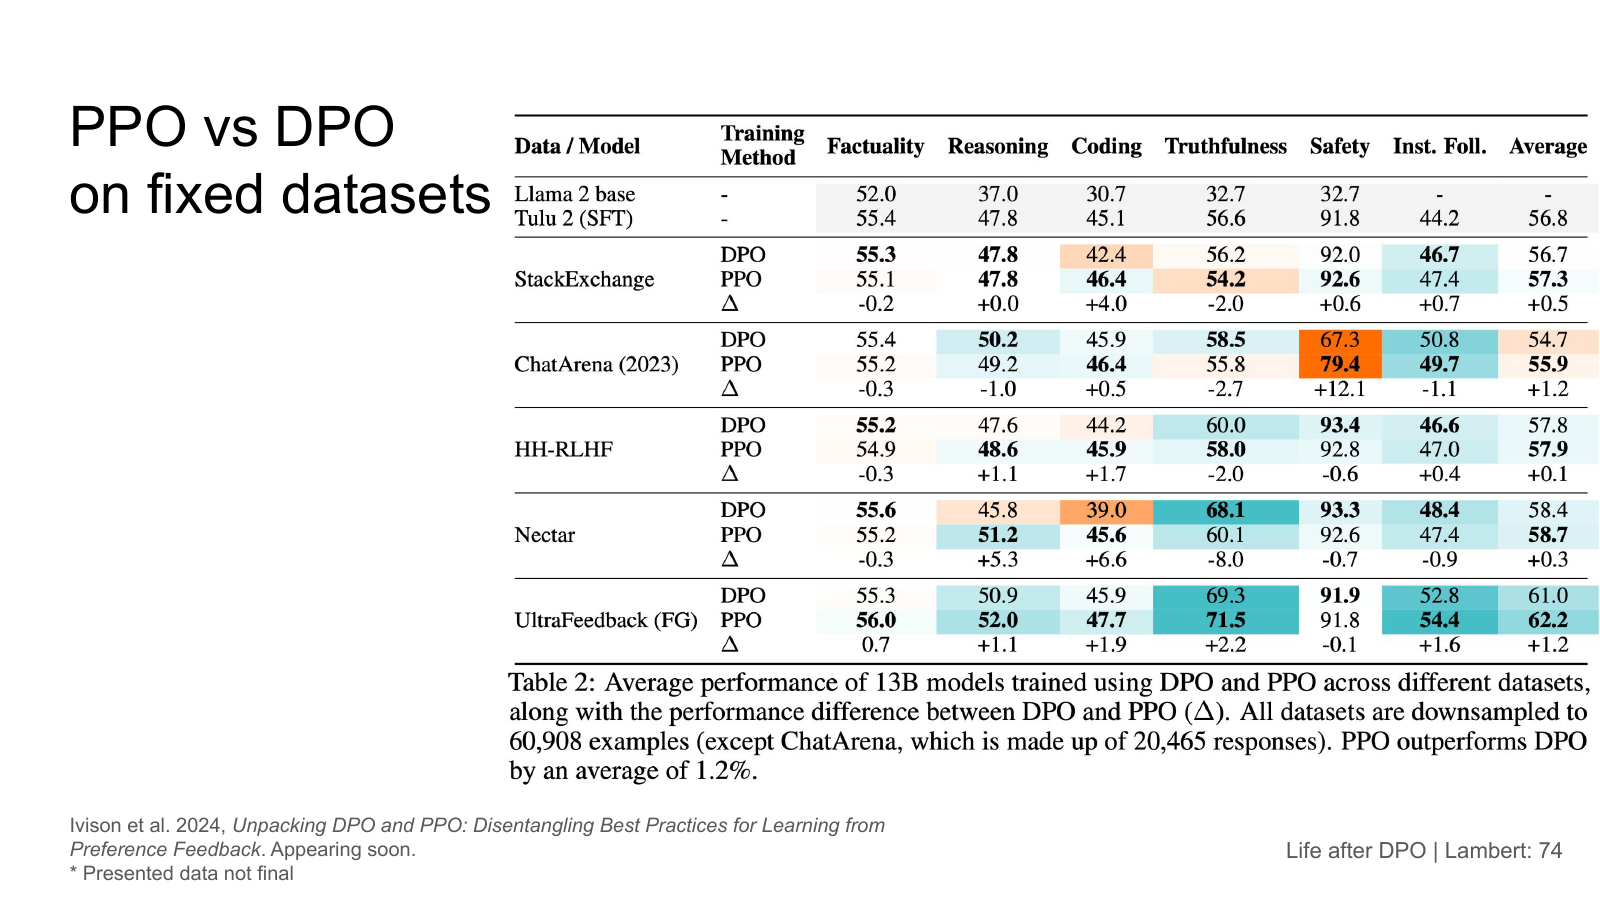 PPO vs DPO
on fixed datasets
Data / Model Training Method Factuality Reasoning Coding Truthfulness Safety Inst. Foll. Average
Llama 2 base - 52.0 37.0 30.7 32.7 32.7 - -
Tulu 2 (SFT) - 55.4 47.8 45.1 56.6 91.8 44.2 56.8
DPO 55.3 47.8 42.4 56.2 92.0 46.7 56.7
StackExchange PPO 55.1 47.8 46.4 54.2 92.6 47.4 57.3
Δ -0.2 +0.0 +4.0 -2.0 +0.6 +0.7 +0.5
DPO 55.4 50.2 45.9 58.5 67.3 50.8 54.7
ChatArena (2023) PPO 55.2 49.2 46.4 55.8 79.4 49.7 55.9
Δ -0.3 -1.0 +0.5 -2.7 +12.1 -1.1 +1.2
DPO 55.2 47.6 44.2 60.0 93.4 46.6 57.8
HH-RLHF PPO 54.9 48.6 45.9 58.0 92.8 47.0 57.9
Δ -0.3 +1.1 +1.7 -2.0 -0.6 +0.4 +0.1
DPO 55.6 45.8 39.0 68.1 93.3 48.4 58.4
Nectar PPO 55.2 51.2 45.6 60.1 92.6 47.4 58.7
Δ -0.3 +5.3 +6.6 -8.0 -0.7 -0.9 +0.3
DPO 55.3 50.9 45.9 69.3 91.9 52.8 61.0
UltraFeedback (FG) PPO 56.0 52.0 47.7 71.5 91.8 54.4 62.2
Δ 0.7 +1.1 +1.9 +2.2 -0.1 +1.6 +1.2
Table 2: Average performance of 13B models trained using DPO and PPO across different datasets,
along with the performance difference between DPO and PPO (Δ). All datasets are downsampled to
60,908 examples (except ChatArena, which is made up of 20,465 responses). PPO outperforms DPO
by an average of 1.2%.
Ivison et al. 2024, Unpacking DPO and PPO: Disentangling Best Practices for Learning from
Preference Feedback. Appearing soon.
* Presented data not final
Life after DPO | Lambert: 74